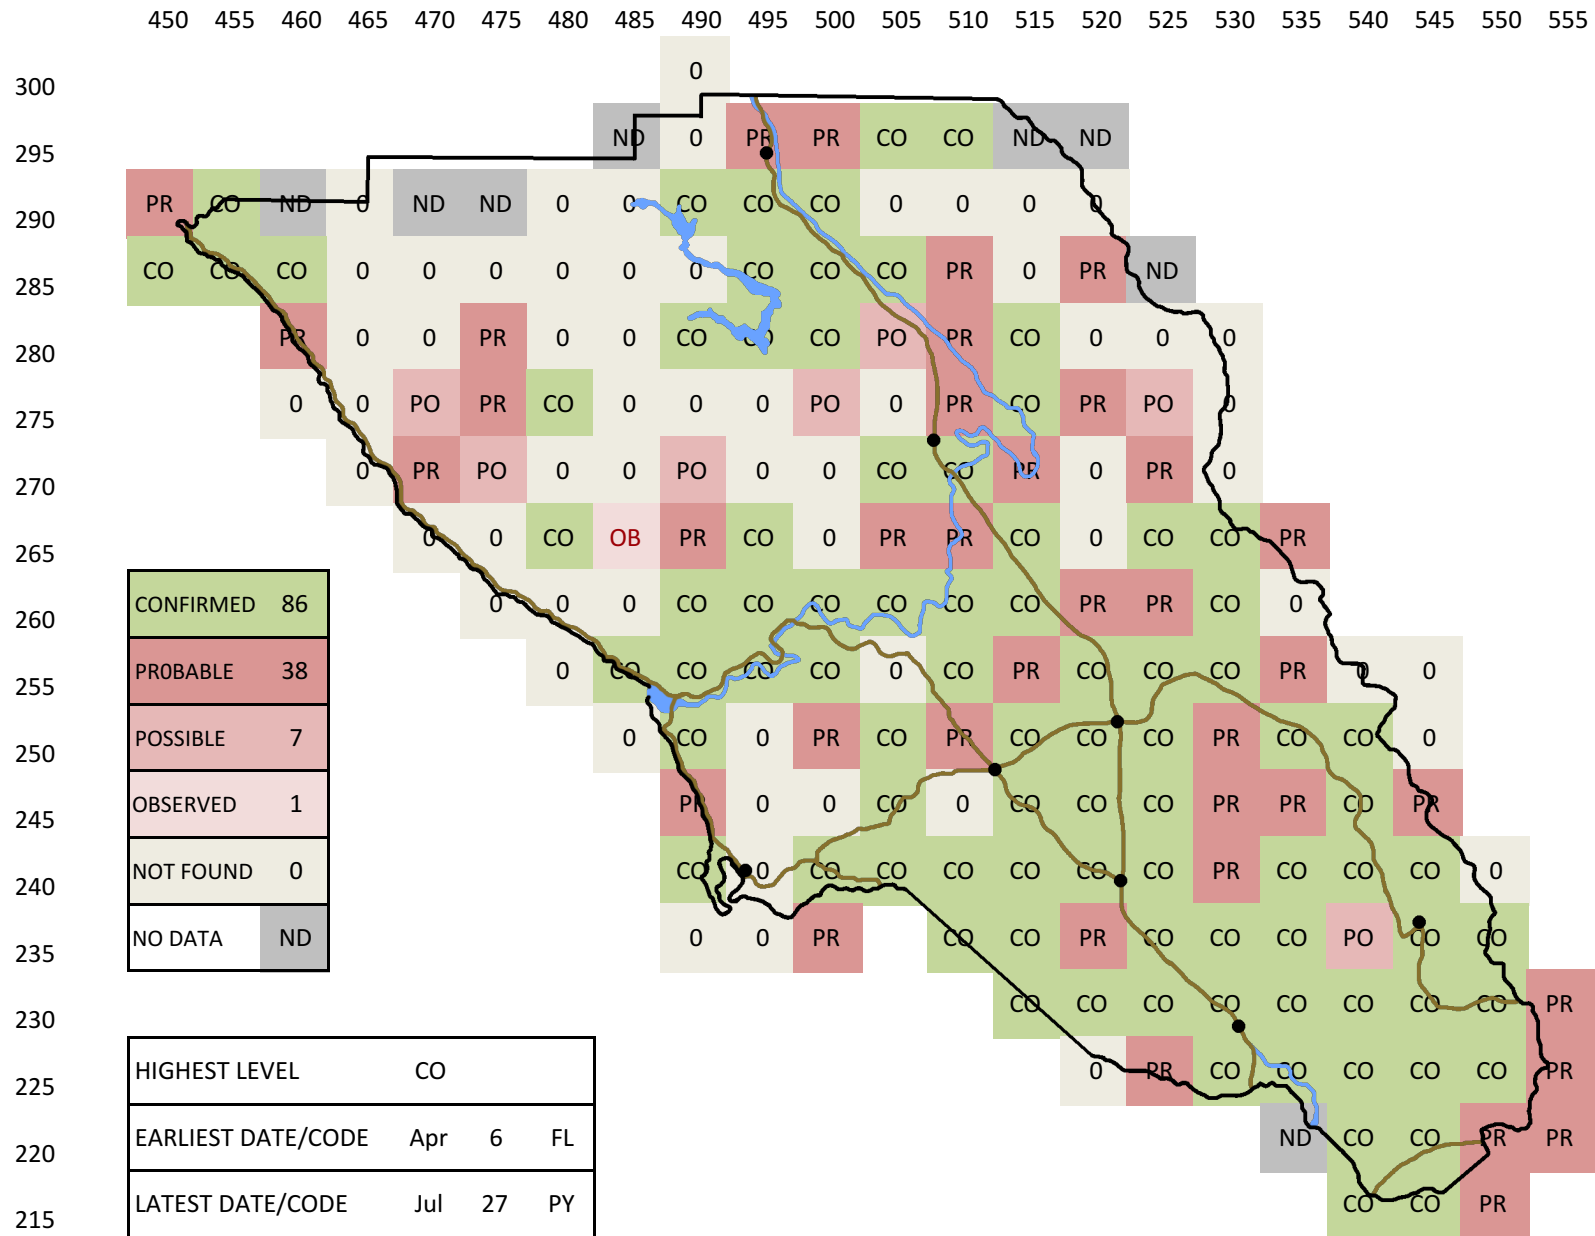 450 455 460 465 470 475 480 485 490 495 500 505 510 515 520 525 530 535 540 545 550 555
0
300
ND 0 PR PR CO CO ND ND
295
PR CO ND 0 ND ND 0 0 CO CO CO 0 0 0 0
290
CO CO CO 0 0 0 0 0 0 CO CO CO PR 0 PR ND
285
PR 0 0 PR 0 0 CO CO CO PO PR CO 0 0 0
280
0 0 PO PR CO 0 0 0 PO 0 PR CO PR PO 0
275
0 PR PO 0 0 PO 0 0 CO CO PR 0 PR 0
270
0 0 CO OB PR CO 0 PR PR CO 0 CO CO PR
265
CONFIRMED 86 0 0 0 CO CO CO CO CO CO PR PR CO 0
260
PR0BABLE 38 0 CO CO CO CO 0 CO PR CO CO CO PR 0 0
255
POSSIBLE 7 0 CO 0 PR CO PR CO CO CO PR CO CO 0
250
OBSERVED 1 PR 0 0 CO 0 CO CO CO PR PR CO PR
245
NOT FOUND 0 CO 0 CO CO CO CO CO CO PR CO CO CO 0
240
NO DATA ND 0 0 PR CO CO PR CO CO CO PO CO CO
235
CO CO CO CO CO CO CO CO PR
230
HIGHEST LEVEL CO 0 PR CO CO CO CO CO PR
225
EARLIEST DATE/CODE Apr 6 FL ND CO CO PR PR
220
LATEST DATE/CODE Jul 27 PY CO CO PR
215